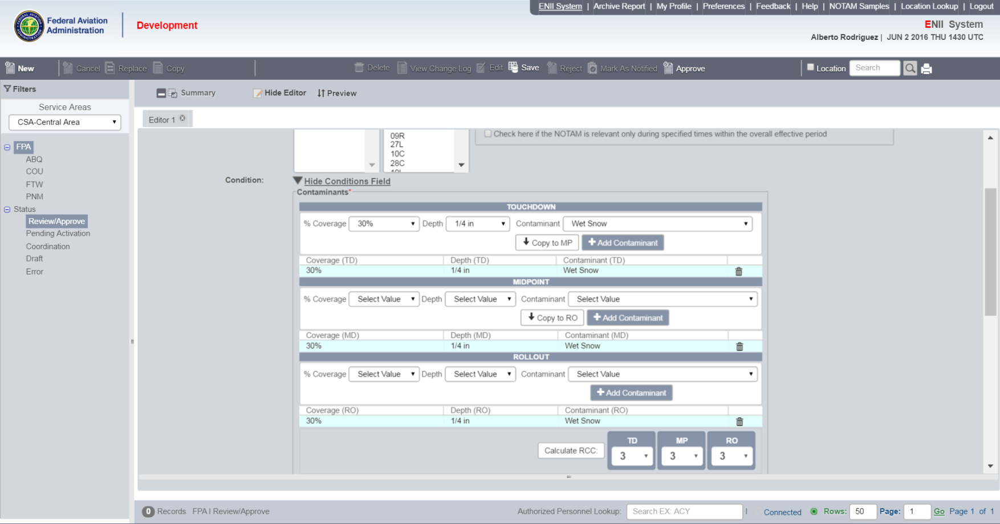 ENII System | Archive Report | My Profile | Preferences | Feedback | Help | NOTAM Samples | Location Lookup | Logout
Federal Aviation
Administration
Development
ENII System
Alberto Rodriguez | JUN 2 2016 THU 1430 UTC
New Cancel Replace Copy Delete View Change Log Edit Save Reject Mark As Notified Approve Location Search
Filters
Summary Hide Editor Preview
Service Areas
CSA-Central Area
Editor 1
FPA
ABQ
COU
FTW
PNM
Status
Review/Approve
Pending Activation
Coordination
Draft
Error
09R
27L
10C
28C
Check here if the NOTAM is relevant only during specified times within the overall effective period
Condition: Hide Conditions Field
Contaminants*
TOUCHDOWN
% Coverage 30% Depth 1/4 in Contaminant Wet Snow
Copy to MP Add Contaminant
Coverage (TD) Depth (TD) Contaminant (TD)
30% 1/4 in Wet Snow
MIDPOINT
% Coverage Select Value Depth Select Value Contaminant Select Value
Copy to RO Add Contaminant
Coverage (MD) Depth (MD) Contaminant (MD)
30% 1/4 in Wet Snow
ROLLOUT
% Coverage Select Value Depth Select Value Contaminant Select Value
Add Contaminant
Coverage (RO) Depth (RO) Contaminant (RO)
30% 1/4 in Wet Snow
TD MP RO
Calculate RCC: 3 3 3
0 Records FPA I Review/Approve Authorized Personnel Lookup: Search EX: ACY | Connected Rows: 50 Page: 1 Go Page 1 of 1